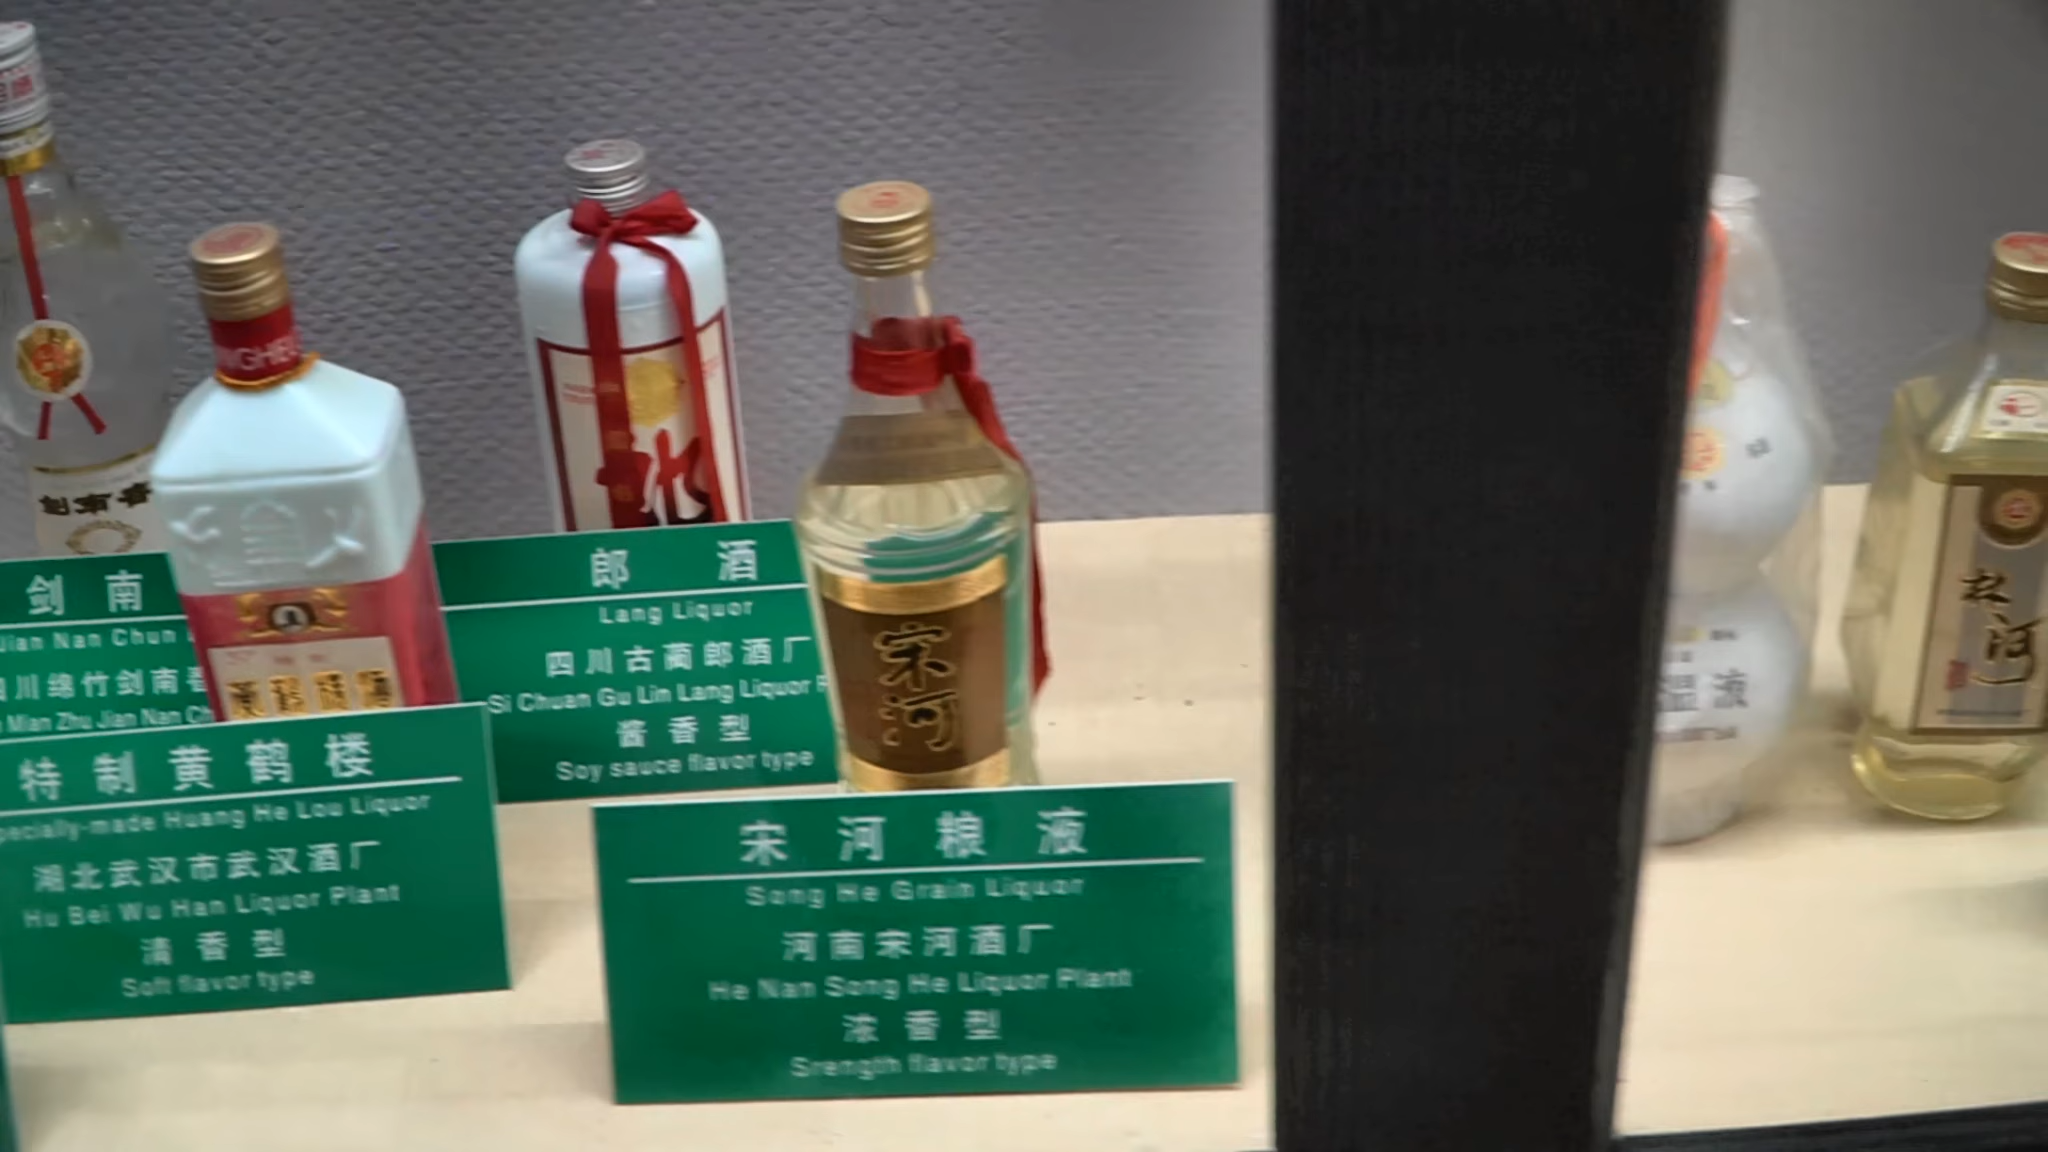 剑南
Jian Nan Chun
川绵竹剑南春
Mian Zhu Jian Nan Ch
郎酒
Lang Liquor
四川古蔺郎酒厂
Si Chuan Gu Lin Lang Liquor
酱香型
Soy sauce flavor type
特制黄鹤楼
pecially-made Huang He Lou Liquor
湖北武汉市武汉酒厂
Hu Bei Wu Han Liquor Plant
清香型
Soft flavor type
宋河
宋河粮液
Song He Grain Liquor
河南宋河酒厂
He Nan Song He Liquor Plant
浓香型
Srength flavor type
液